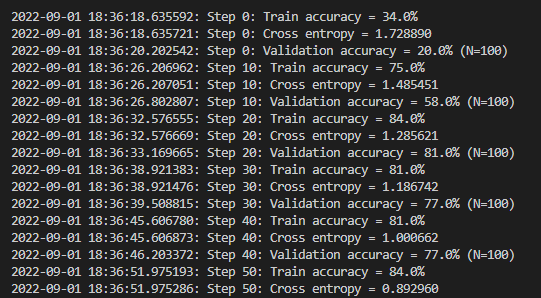 2022-09-01 18:36:18.635592: Step 0: Train accuracy = 34.0%
2022-09-01 18:36:18.635721: Step 0: Cross entropy = 1.728890
2022-09-01 18:36:20.202542: Step 0: Validation accuracy = 20.0% (N=100)
2022-09-01 18:36:26.206962: Step 10: Train accuracy = 75.0%
2022-09-01 18:36:26.207051: Step 10: Cross entropy = 1.485451
2022-09-01 18:36:26.802807: Step 10: Validation accuracy = 58.0% (N=100)
2022-09-01 18:36:32.576555: Step 20: Train accuracy = 84.0%
2022-09-01 18:36:32.576669: Step 20: Cross entropy = 1.285621
2022-09-01 18:36:33.169665: Step 20: Validation accuracy = 81.0% (N=100)
2022-09-01 18:36:38.921383: Step 30: Train accuracy = 81.0%
2022-09-01 18:36:38.921476: Step 30: Cross entropy = 1.186742
2022-09-01 18:36:39.508815: Step 30: Validation accuracy = 77.0% (N=100)
2022-09-01 18:36:45.606780: Step 40: Train accuracy = 81.0%
2022-09-01 18:36:45.606873: Step 40: Cross entropy = 1.000662
2022-09-01 18:36:46.203372: Step 40: Validation accuracy = 77.0% (N=100)
2022-09-01 18:36:51.975193: Step 50: Train accuracy = 84.0%
2022-09-01 18:36:51.975286: Step 50: Cross entropy = 0.892960